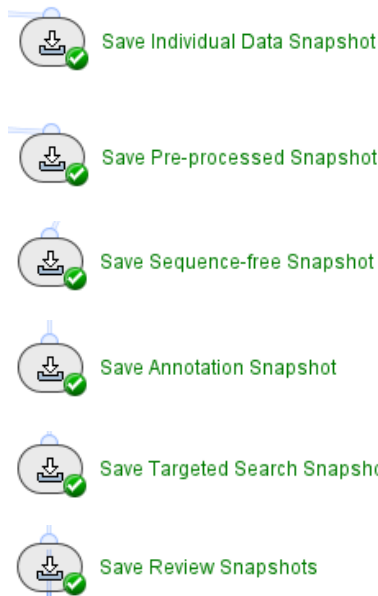 Save Individual Data Snapshot
Save Pre-processed Snapshot
Save Sequence-free Snapshot
Save Annotation Snapshot
Save Targeted Search Snapsho
Save Review Snapshots